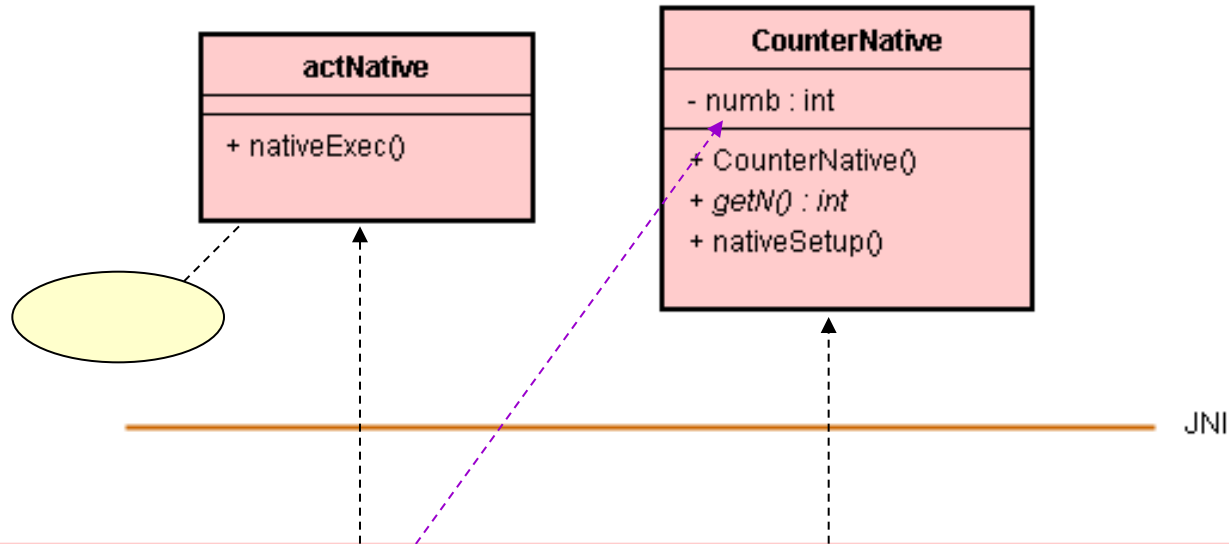 actNative
+ nativeExec()
CounterNative
- numb : int
+ CounterNative()
+ getN() : int
+ nativeSetup()
JNI